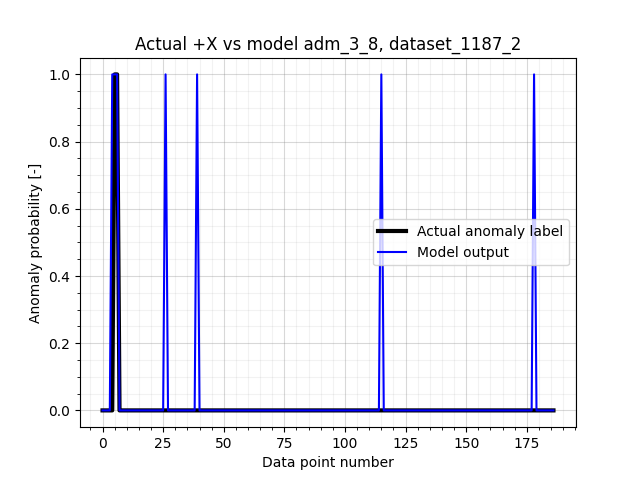 Actual +X vs model adm_3_8, dataset_1187_2
1.0
0.8
0.6
0.4
0.2
0.0
Anomaly probability [-]
Actual anomaly label
Model output
0 25 50 75 100 125 150 175
Data point number